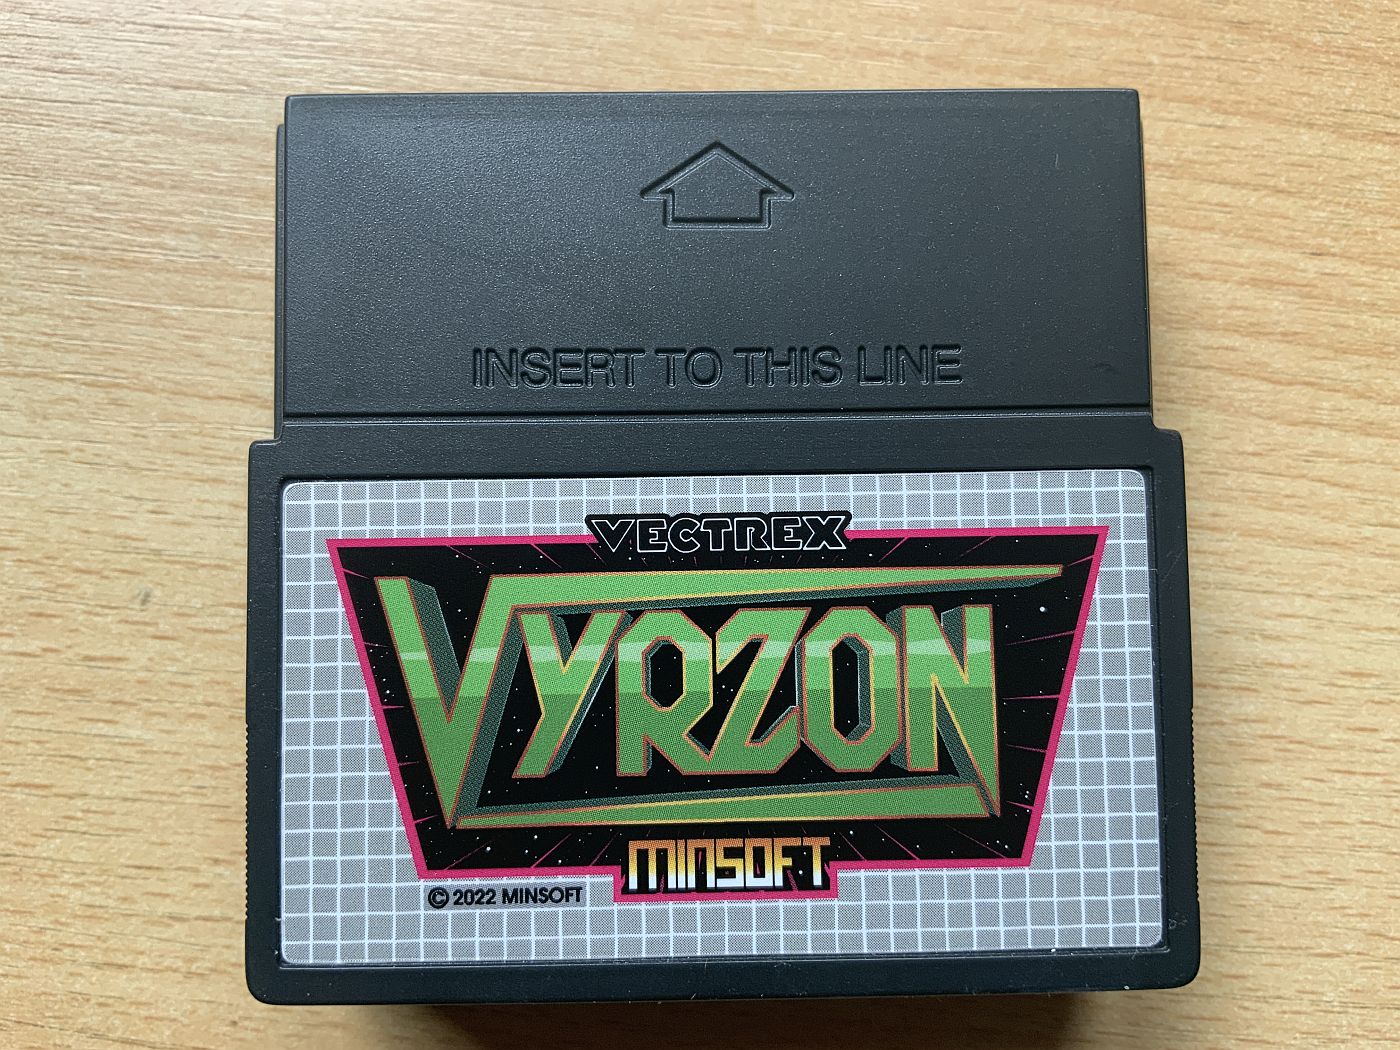 INSERT TO THIS LINE
VECTREX
VYRZON
MINSOFT
© 2022 MINSOFT